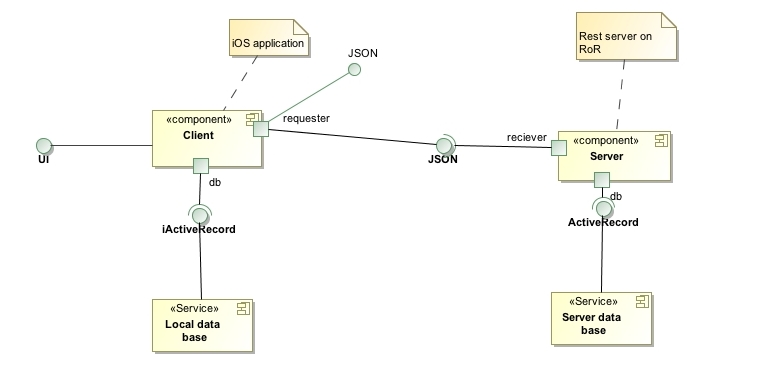 iOS application
Rest server on
RoR
JSON
«component»
Client
requester
UI
JSON
reciever
«component»
Server
db
db
iActiveRecord
ActiveRecord
«Service»
Local data
base
«Service»
Server data
base